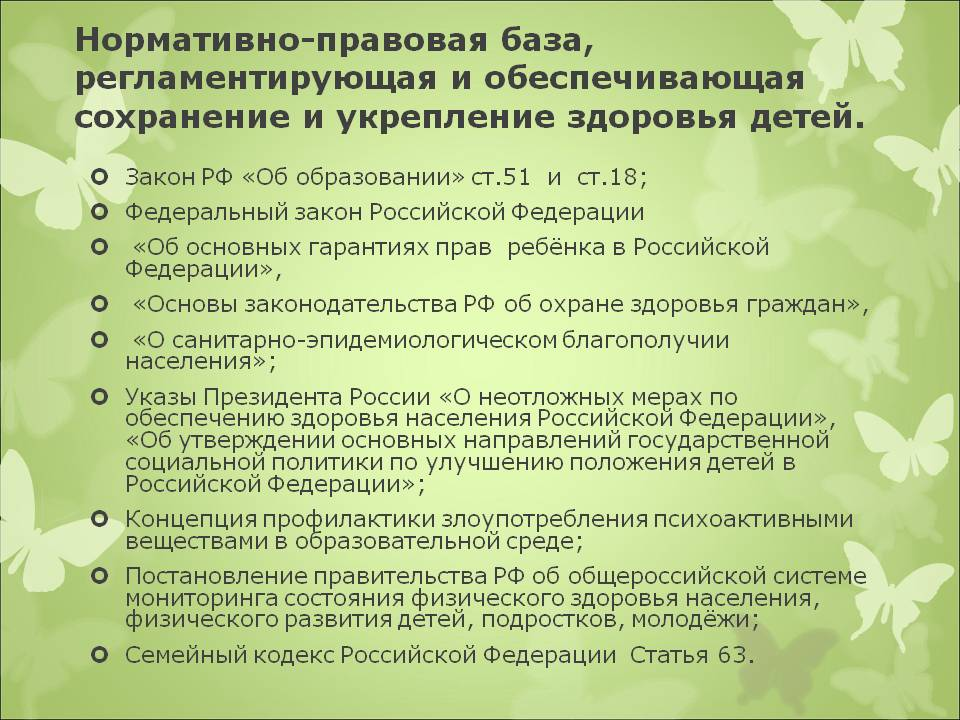 Нормативно-правовая база,
регламентирующая и обеспечивающая
сохранение и укрепление здоровья детей.
Закон РФ «Об образовании» ст.51 и ст.18;
Федеральный закон Российской Федерации
«Об основных гарантиях прав ребёнка в Российской
Федерации»,
«Основы законодательства РФ об охране здоровья граждан»,
«О санитарно-эпидемиологическом благополучии
населения»;
Указы Президента России «О неотложных мерах по
обеспечению здоровья населения Российской Федерации»,
«Об утверждении основных направлений государственной
социальной политики по улучшению положения детей в
Российской Федерации»;
Концепция профилактики злоупотребления психоактивными
веществами в образовательной среде;
Постановление правительства РФ об общероссийской системе
мониторинга состояния физического здоровья населения,
физического развития детей, подростков, молодёжи;
Семейный кодекс Российской Федерации Статья 63.